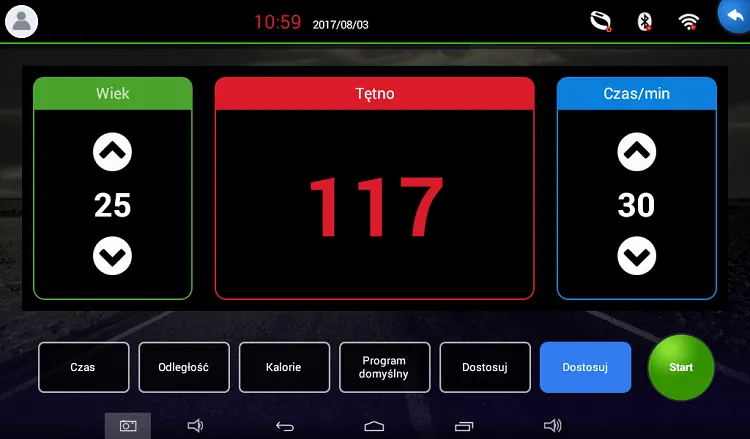 10:59 2017/08/03
Wiek
Tętno
Czas/min
25
117
30
Czas
Odległość
Kalorie
Program
domyślny
Dostosuj
Dostosuj
Start